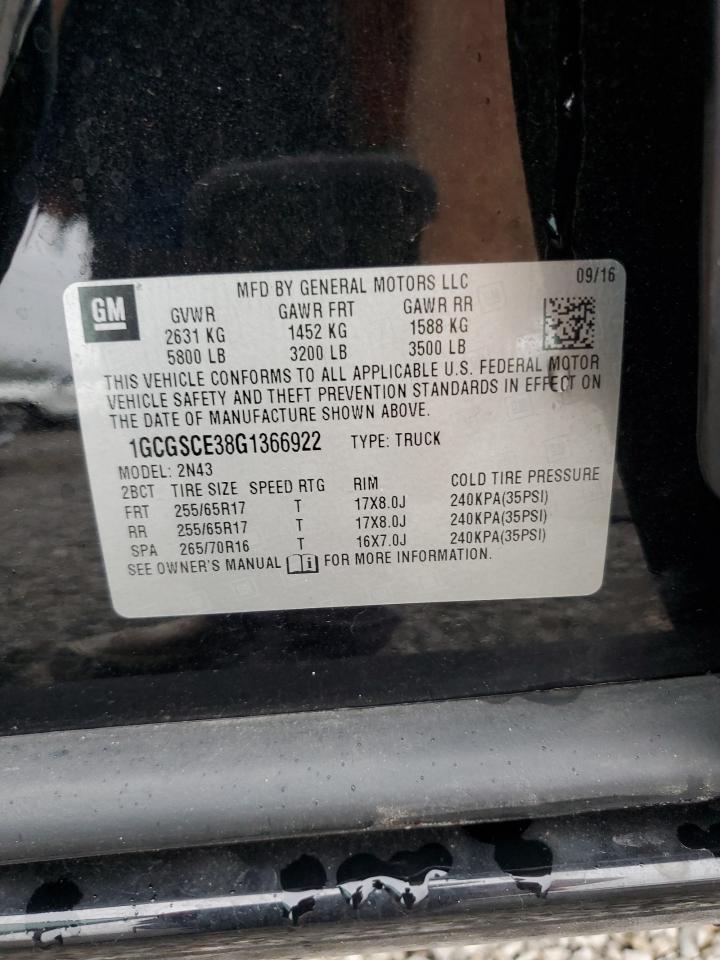 MFD BY GENERAL MOTORS LLC 09/16
GM
GVWR GAWR FRT GAWR RR
2631 KG 1452 KG 1588 KG
5800 LB 3200 LB 3500 LB
THIS VEHICLE CONFORMS TO ALL APPLICABLE U.S. FEDERAL MOTOR
VEHICLE SAFETY AND THEFT PREVENTION STANDARDS IN EFFECT ON
THE DATE OF MANUFACTURE SHOWN ABOVE.
1GCGSCE38G1366922 TYPE: TRUCK
MODEL: 2N43
2BCT TIRE SIZE SPEED RTG RIM COLD TIRE PRESSURE
FRT 255/65R17 T 17X8.0J 240KPA(35PSI)
RR 255/65R17 T 17X8.0J 240KPA(35PSI)
SPA 265/70R16 T 16X7.0J 240KPA(35PSI)
SEE OWNER'S MANUAL i FOR MORE INFORMATION.